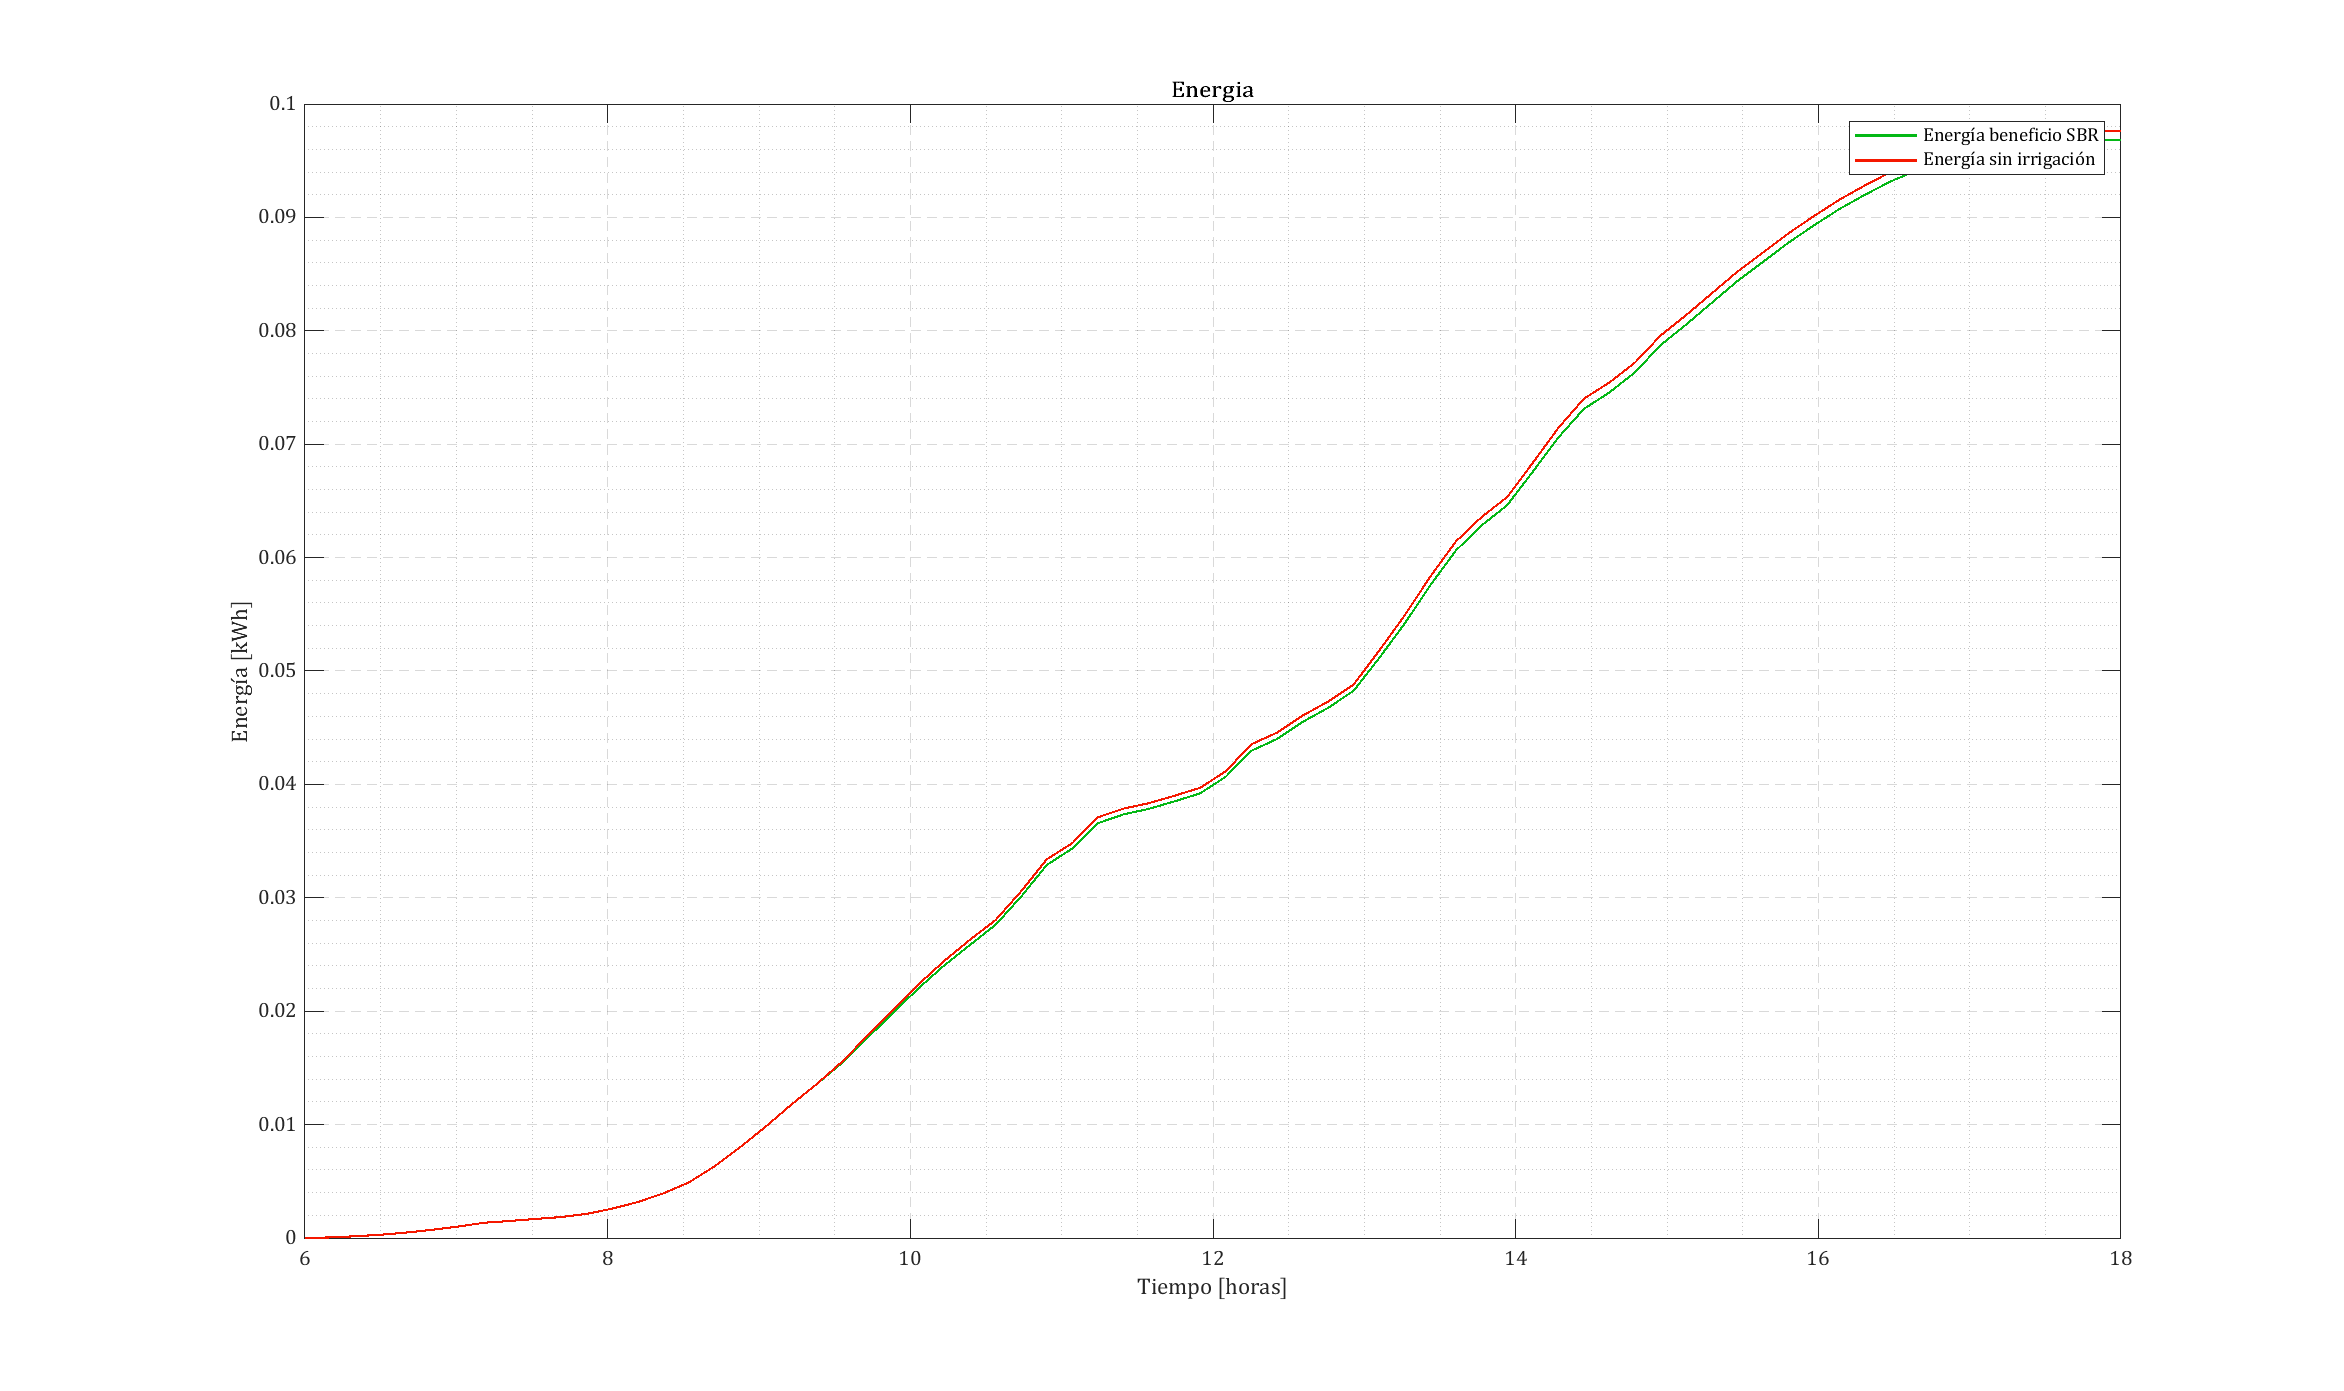 Energia
0.1
0.09
0.08
0.07
0.06
0.05
0.04
0.03
0.02
0.01
0
Energía [kWh]
Energía beneficio SBR
Energía sin irrigación
6 8 10 12 14 16 18
Tiempo [horas]